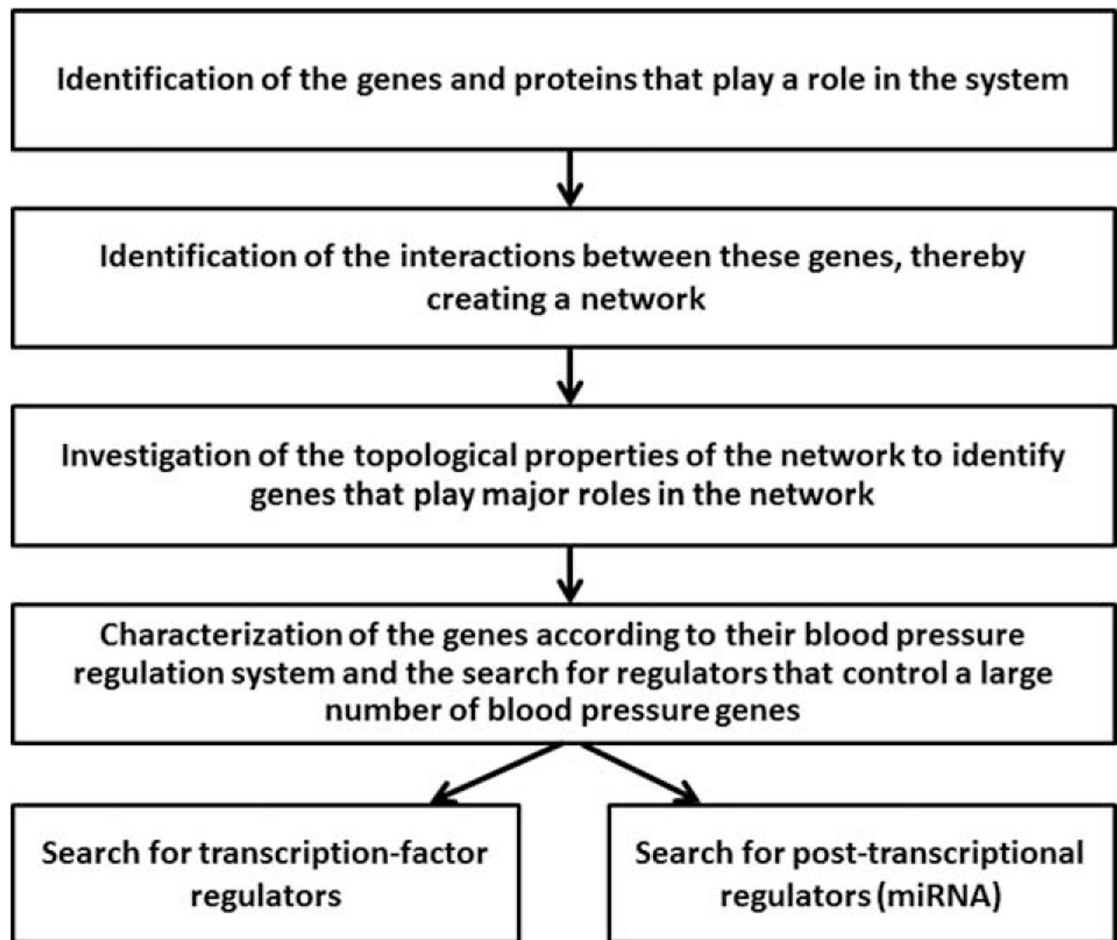 Identification of the genes and proteins that play a role in the system
Identification of the interactions between these genes, thereby
creating a network
Investigation of the topological properties of the network to identify
genes that play major roles in the network
Characterization of the genes according to their blood pressure
regulation system and the search for regulators that control a large
number of blood pressure genes
Search for transcription-factor
regulators
Search for post-transcriptional
regulators (miRNA)